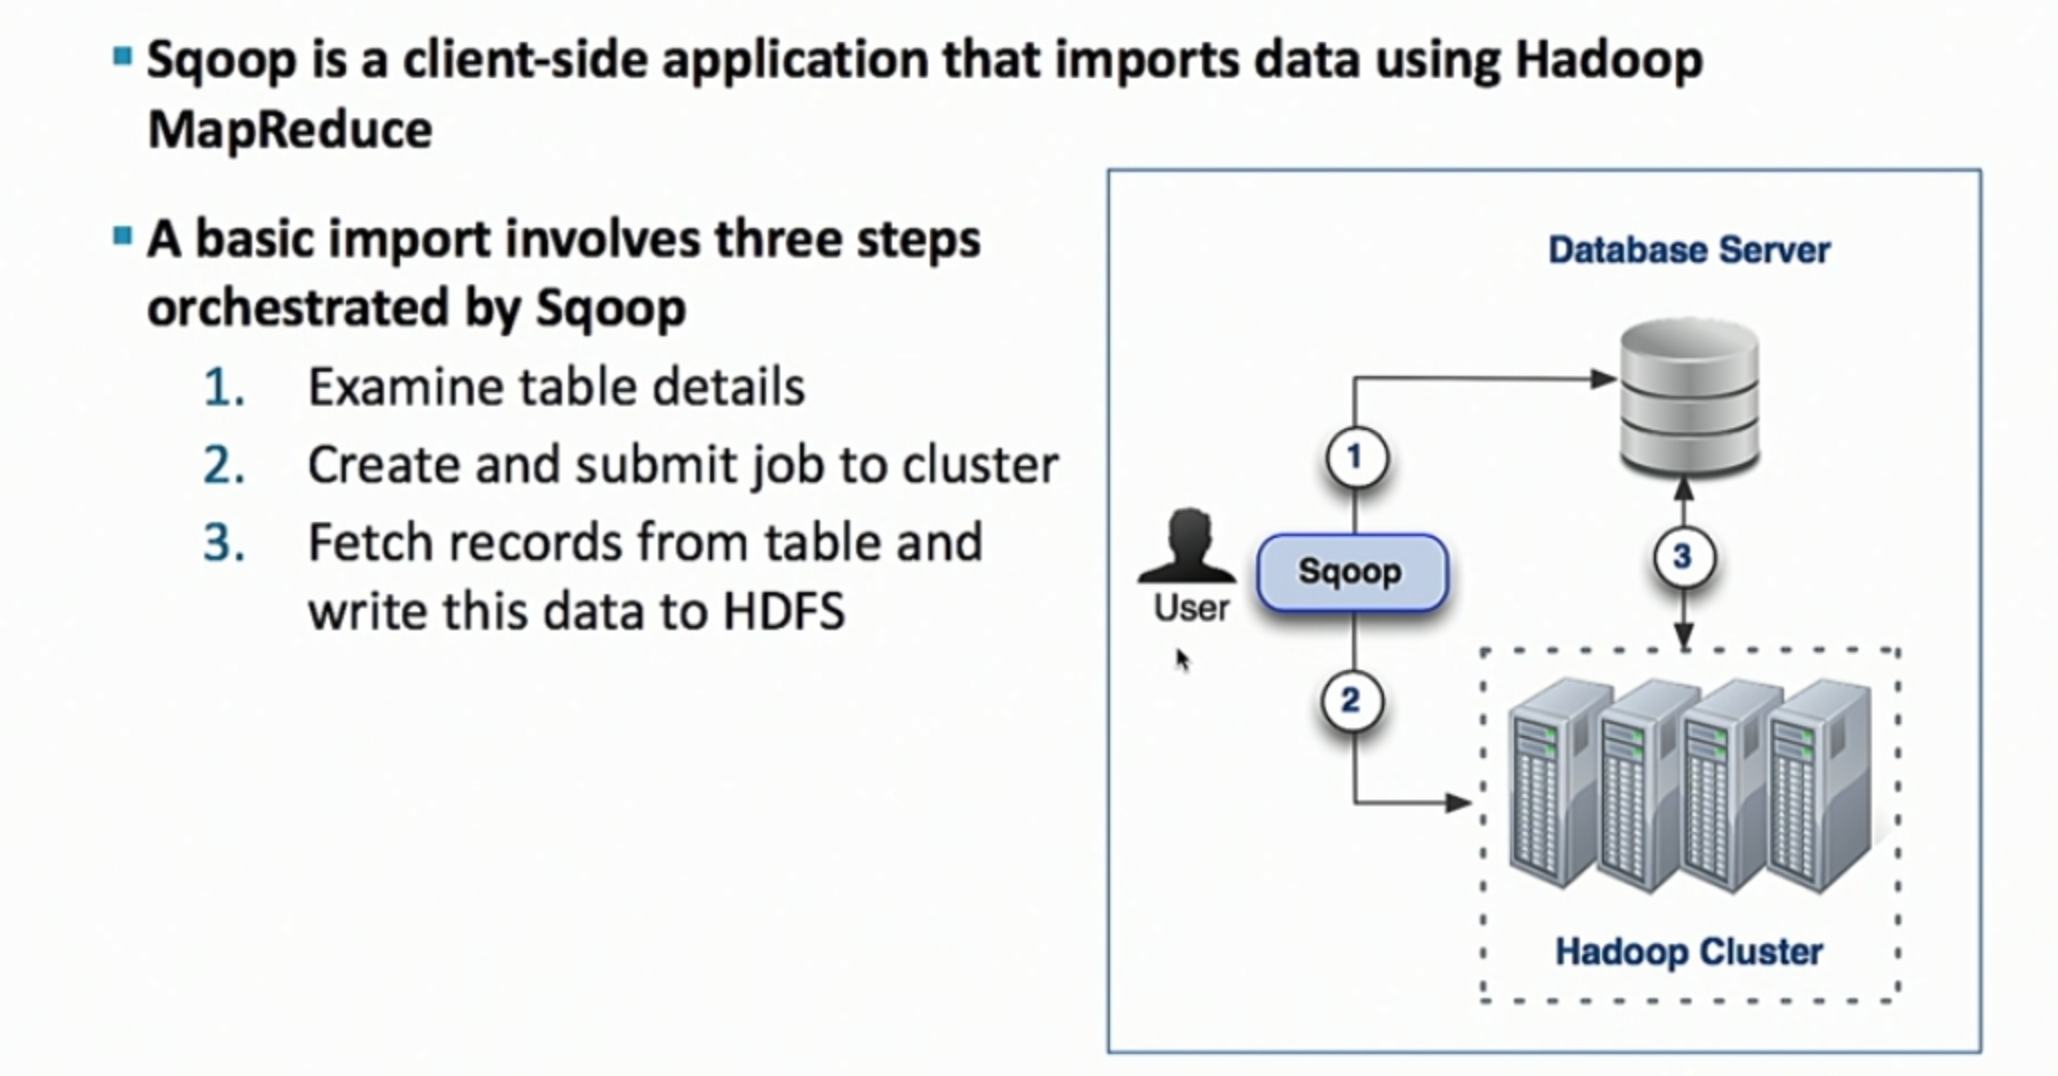 Sqoop is a client-side application that imports data using Hadoop
MapReduce
A basic import involves three steps
orchestrated by Sqoop
1. Examine table details
2. Create and submit job to cluster
3. Fetch records from table and
write this data to HDFS
Database Server
1
User
Sqoop
3
2
Hadoop Cluster